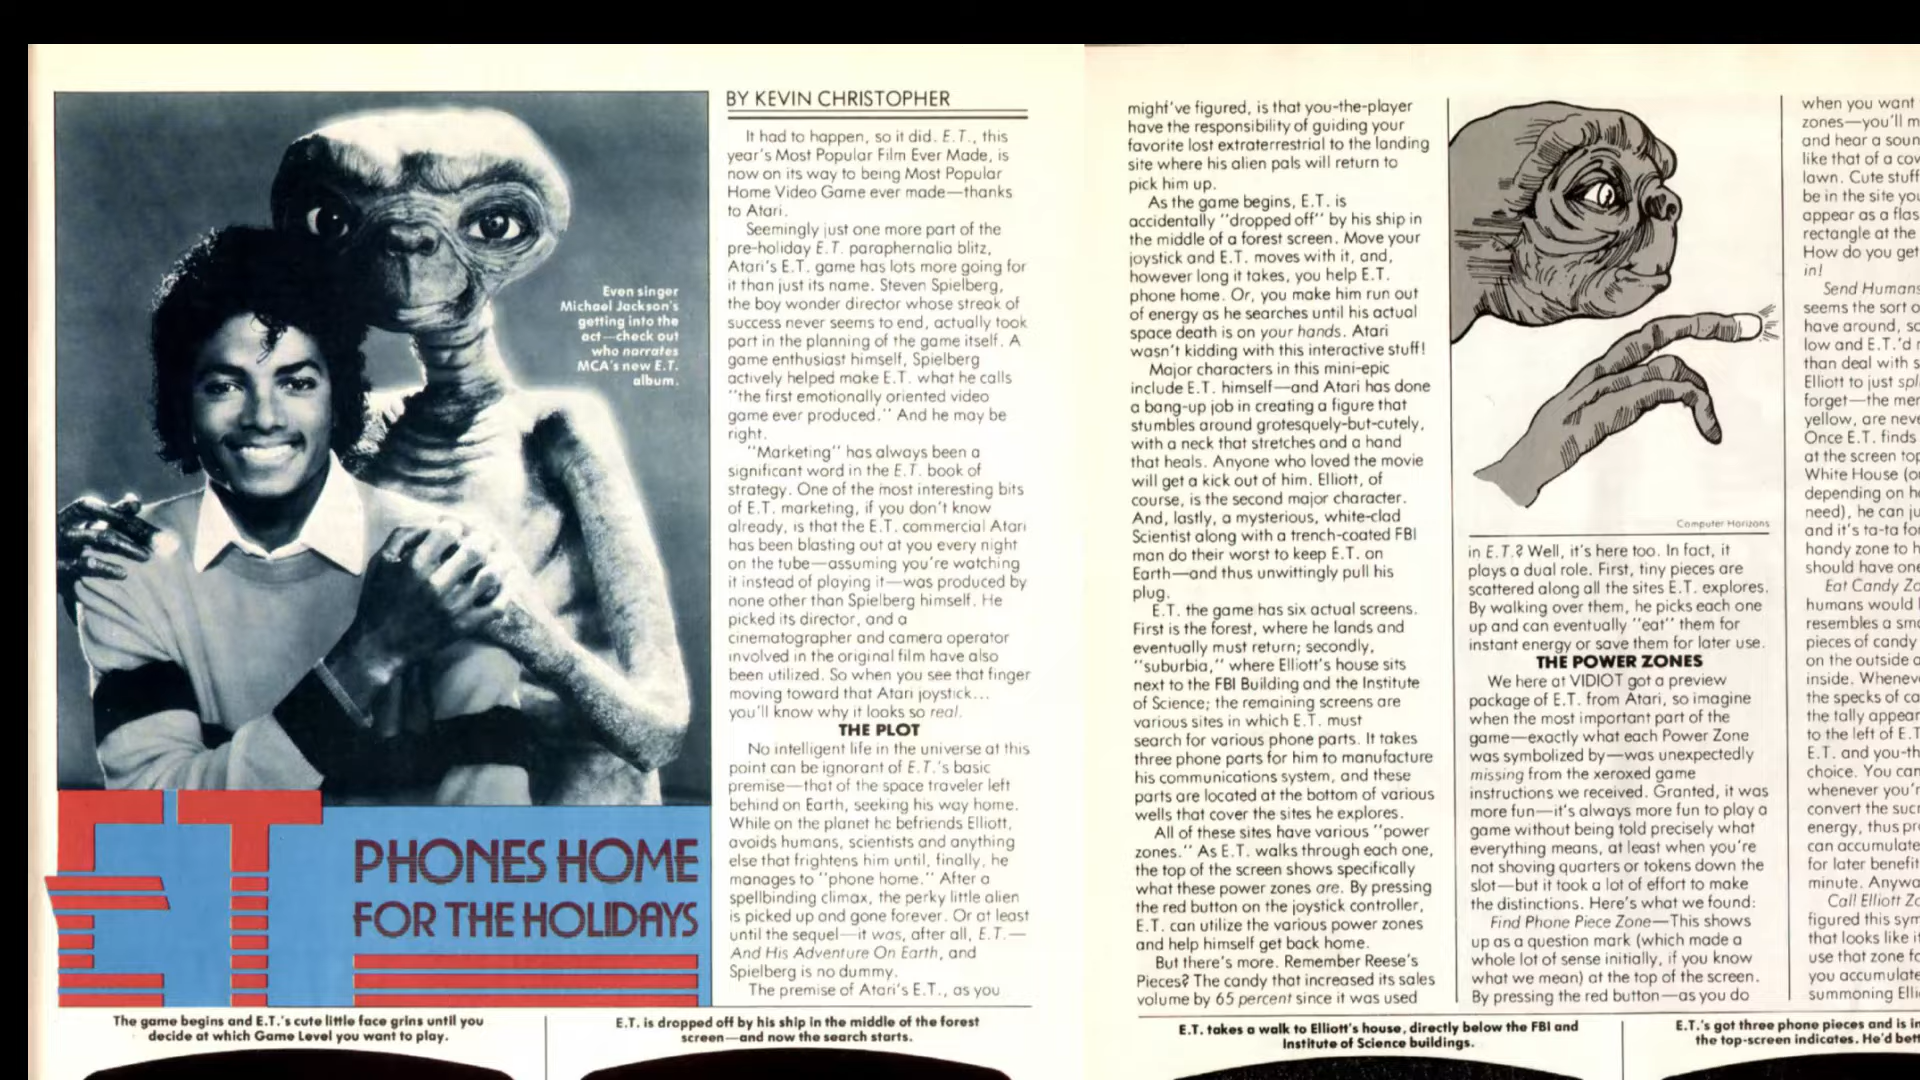 Even singer
Michael Jackson's
getting into the
act—check out
who narrates
MCA's new E.T.
album.
ET
PHONES HOME
FOR THE HOLIDAYS
BY KEVIN CHRISTOPHER
It had to happen, so it did. E.T., this
year's Most Popular Film Ever Made, is
now on its way to being Most Popular
Home Video Game ever made—thanks
to Atari.
Seemingly just one more part of the
pre-holiday E.T. paraphernalia blitz,
Atari's E.T. game has lots more going for
it than just its name. Steven Spielberg,
the boy wonder director whose streak of
success never seems to end, actually took
part in the planning of the game itself. A
game enthusiast himself, Spielberg
actively helped make E.T. what he calls
"the first emotionally oriented video
game ever produced." And he may be
right.
"Marketing" has always been a
significant word in the E.T. book of
strategy. One of the most interesting bits
of E.T. marketing, if you don't know
already, is that the E.T. commercial Atari
has been blasting out at you every night
on the tube—assuming you're watching
it instead of playing it—was produced by
none other than Spielberg himself. He
picked its director, and a
cinematographer and camera operator
involved in the original film have also
been utilized. So when you see that finger
moving toward that Atari joystick...
you'll know why it looks so real.
THE PLOT
No intelligent life in the universe at this
point can be ignorant of E.T.'s basic
premise—that of the space traveler left
behind on Earth, seeking his way home.
While on the planet he befriends Elliott,
avoids humans, scientists and anything
else that frightens him until, finally, he
manages to "phone home." After a
spellbinding climax, the perky little alien
is picked up and gone forever. Or at least
until the sequel—it was, after all, E.T.—
And His Adventure On Earth, and
Spielberg is no dummy.
The premise of Atari's E.T., as you
might've figured, is that you-the-player
have the responsibility of guiding your
favorite lost extraterrestrial to the landing
site where his alien pals will return to
pick him up.
As the game begins, E.T. is
accidentally "dropped off" by his ship in
the middle of a forest screen. Move your
joystick and E.T. moves with it, and,
however long it takes, you help E.T.
phone home. Or, you make him run out
of energy as he searches until his actual
space death is on your hands. Atari
wasn't kidding with this interactive stuff!
Major characters in this mini-epic
include E.T. himself—and Atari has done
a bang-up job in creating a figure that
stumbles around grotesquely-but-cutely,
with a neck that stretches and a hand
that heals. Anyone who loved the movie
will get a kick out of him. Elliott, of
course, is the second major character.
And, lastly, a mysterious, white-clad
Scientist along with a trench-coated FBI
man do their worst to keep E.T. on
Earth—and thus unwittingly pull his
plug.
E.T. the game has six actual screens.
First is the forest, where he lands and
eventually must return; secondly,
"suburbia," where Elliott's house sits
next to the FBI Building and the Institute
of Science; the remaining screens are
various sites in which E.T. must
search for various phone parts. It takes
three phone parts for him to manufacture
his communications system, and these
parts are located at the bottom of various
wells that cover the sites he explores.
All of these sites have various "power
zones." As E.T. walks through each one,
the top of the screen shows specifically
what these power zones are. By pressing
the red button on the joystick controller,
E.T. can utilize the various power zones
and help himself get back home.
But there's more. Remember Reese's
Pieces? The candy that increased its sales
volume by 65 percent since it was used
Computer Horizons
in E.T.? Well, it's here too. In fact, it
plays a dual role. First, tiny pieces are
scattered along all the sites E.T. explores.
By walking over them, he picks each one
up and can eventually "eat" them for
instant energy or save them for later use.
THE POWER ZONES
We here at VIDIOT got a preview
package of E.T. from Atari, so imagine
when the most important part of the
game—exactly what each Power Zone
was symbolized by—was unexpectedly
missing from the xeroxed game
instructions we received. Granted, it was
more fun—it's always more fun to play a
game without being told precisely what
everything means, at least when you're
not shoving quarters or tokens down the
slot—but it took a lot of effort to make
the distinctions. Here's what we found:
Find Phone Piece Zone—This shows
up as a question mark (which made a
whole lot of sense initially, if you know
what we mean) at the top of the screen.
By pressing the red button—as you do
when you want
zones—you'll
and hear a
like that of a
lawn. Cute stuff
be in the site
appear as a
rectangle at the
How do you get
in!
Send Humans
seems the sort
have around,
low and E.T.'d
than deal with
Elliott to just
forget—the
yellow, are
Once E.T. finds
at the screen
White House
depending on
need), he can
and it's ta-ta
handy zone to
should have
Eat Candy
humans would
resembles a
pieces of candy
on the outside
inside.
the specks of
the tally
to the left of
E.T. and
choice. You can
whenever
convert the
energy, thus
can accumulate
for later
minute.
Call Elliott
figured this
that looks like
use that zone
you accumulate
summoning
The game begins and E.T.'s cute little face grins until you
decide at which Game Level you want to play.
E.T. is dropped off by his ship in the middle of the forest
screen—and now the search starts.
E.T. takes a walk to Elliott's house, directly below the FBI and
Institute of Science buildings.
E.T.'s got three phone pieces and is
the top-screen indicates. He'd